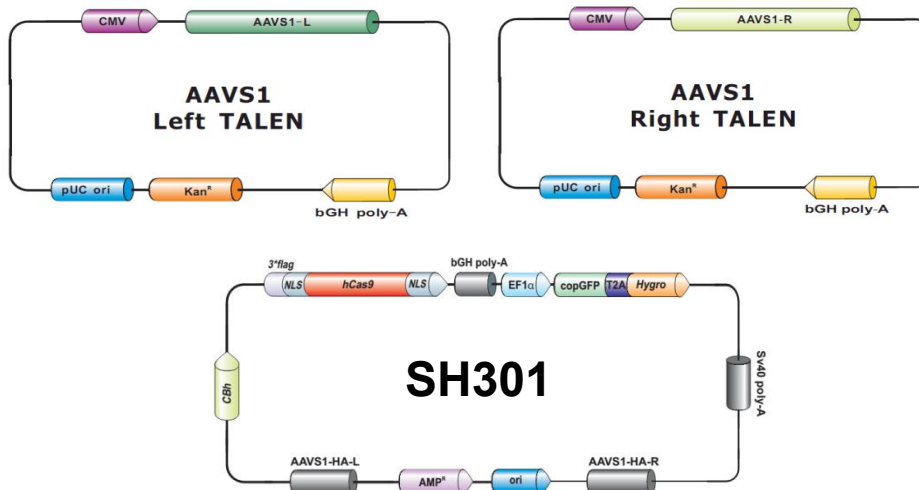 CMV
AAVS1-L
AAVS1
Left TALEN
pUC ori
Kan^R
bGH poly-A
CMV
AAVS1-R
AAVS1
Right TALEN
pUC ori
Kan^R
bGH poly-A
3*flag
NLS
hCas9
NLS
bGH poly-A
EF1α
copGFP
T2A
Hygro
CBh
SH301
Sv40 poly-A
AAVS1-HA-L
AMP^R
ori
AAVS1-HA-R